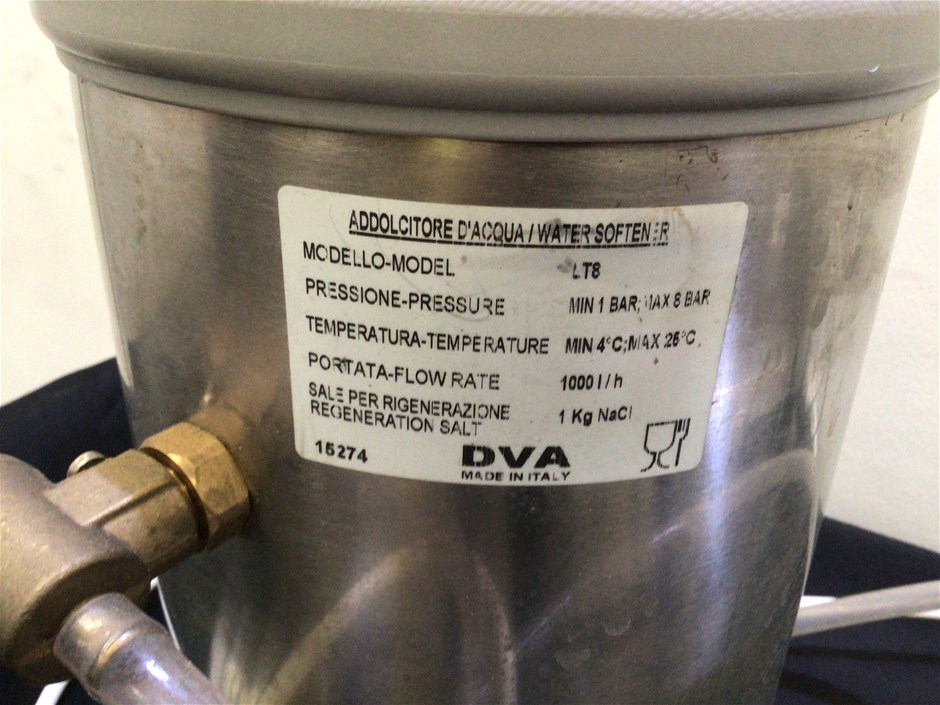 ADDOLCITORE D'ACQUA / WATER SOFTENER
MODELLO-MODEL LT8
PRESSIONE-PRESSURE MIN 1 BAR; MAX 8 BAR
TEMPERATURA-TEMPERATURE MIN 4°C;MAX 25°C
PORTATA-FLOW RATE 1000 l / h
SALE PER RIGENERAZIONE
REGENERATION SALT 1 Kg NaCl
15274 DVA
MADE IN ITALY